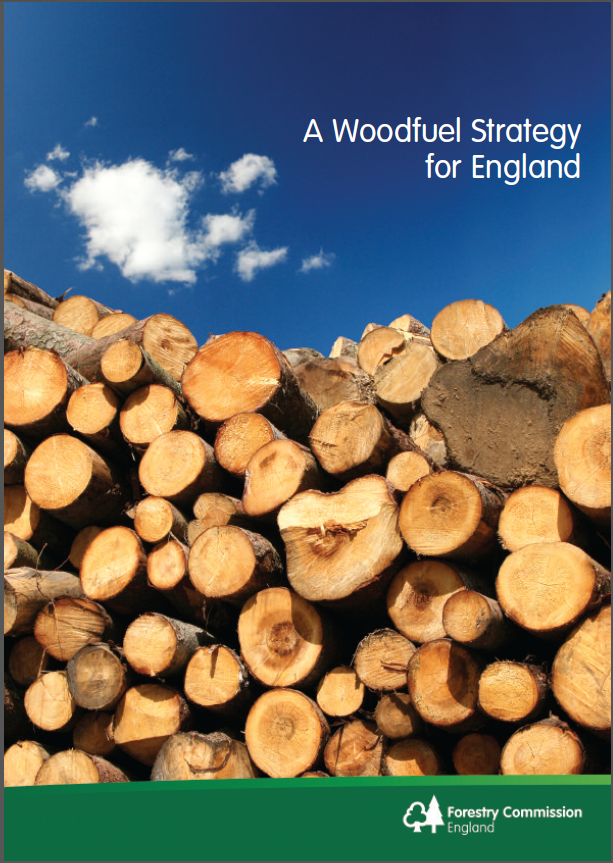 A Woodfuel Strategy
for England
Forestry Commission
England